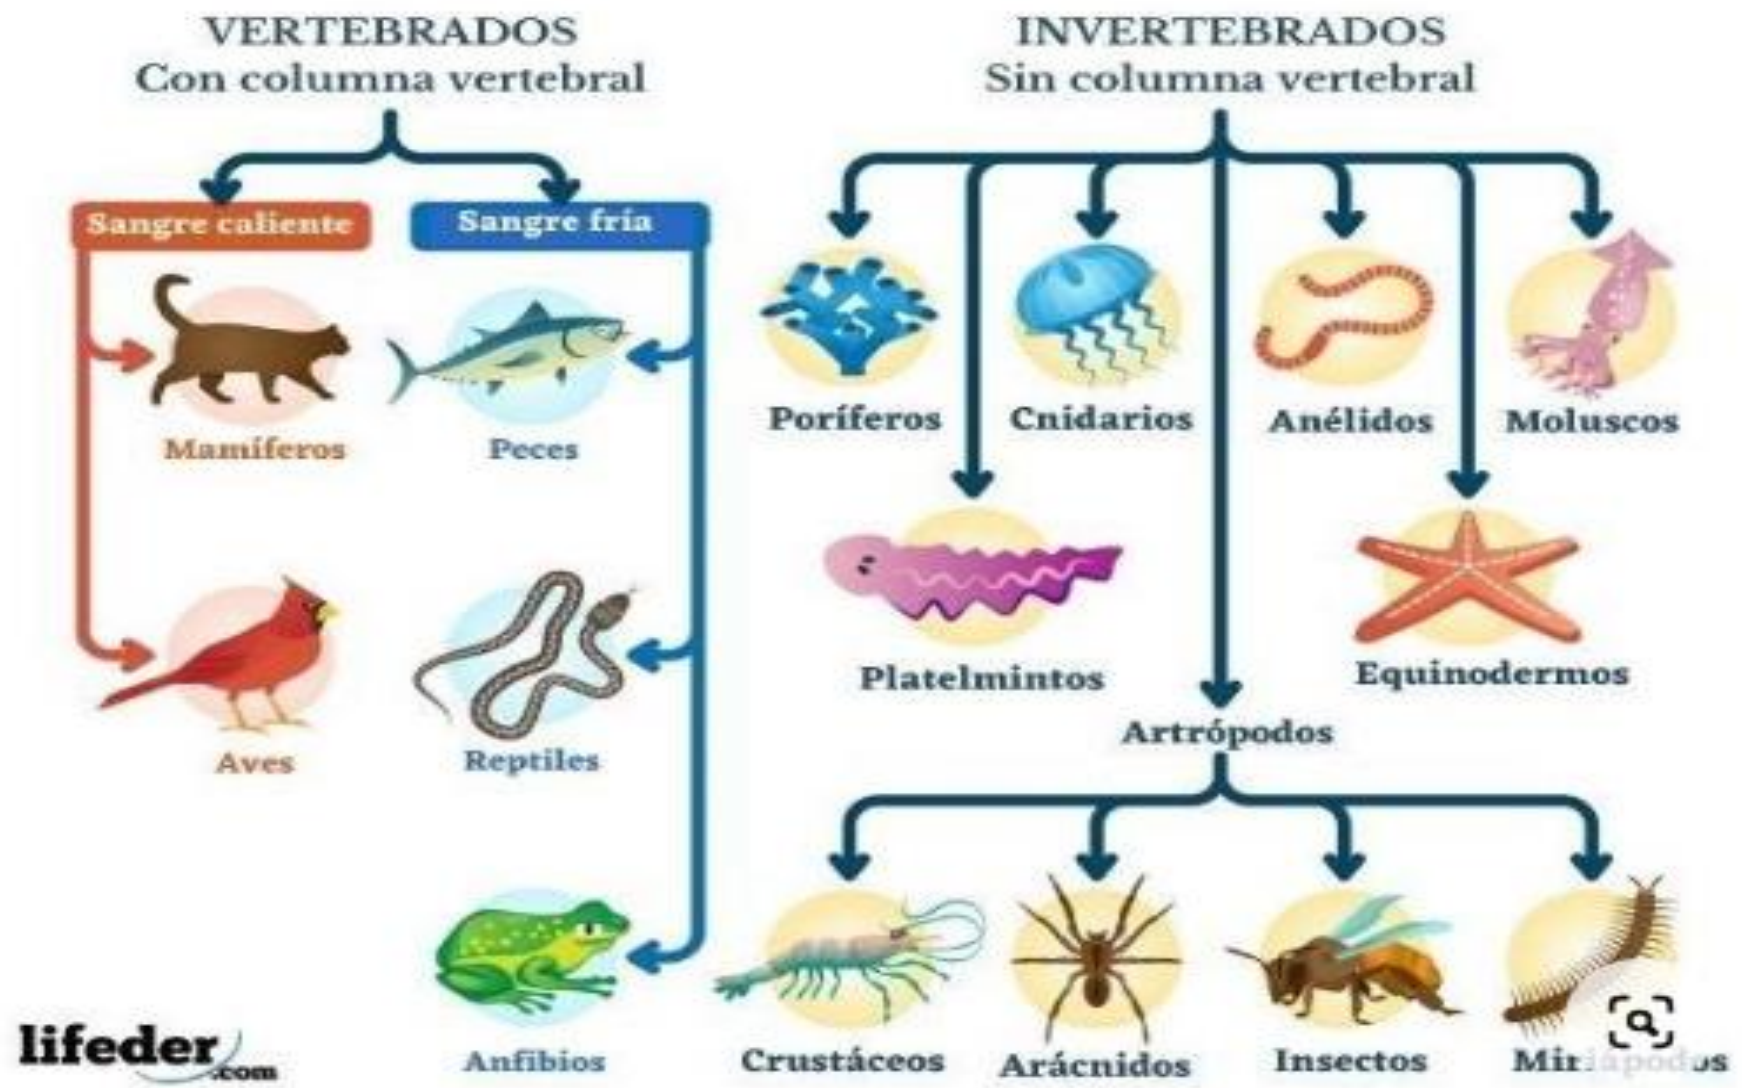 VERTEBRADOS
Con columna vertebral
Sangre caliente
Sangre fría
Mamíferos
Peces
Aves
Reptiles
Anfibios
INVERTEBRADOS
Sin columna vertebral
Poríferos
Cnidarios
Anélidos
Moluscos
Platelmintos
Equinodermos
Artrópodos
Crustáceos
Arácnidos
Insectos
Miriápodos
lifeder
.com